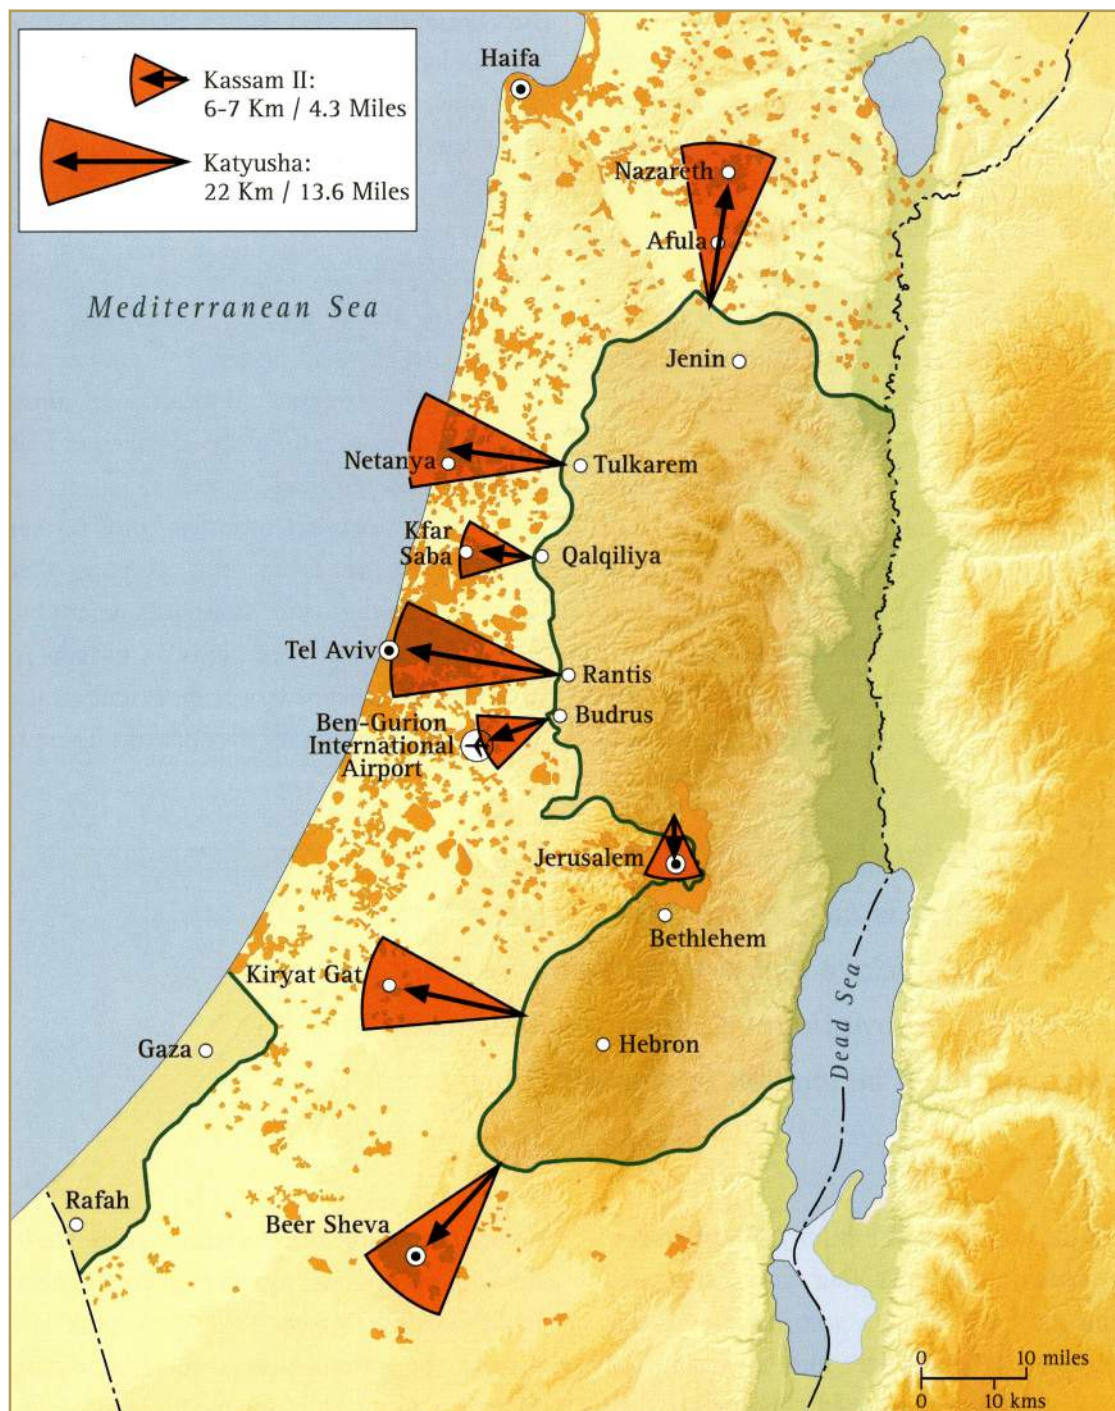 Kassam II:
6-7 Km / 4.3 Miles
Katyusha:
22 Km / 13.6 Miles
Haifa
Nazareth
Afula
Mediterranean Sea
Jenin
Netanya
Tulkarem
Kfar
Saba
Qalqiliya
Tel Aviv
Rantis
Budrus
Ben-Gurion
International
Airport
Jerusalem
Bethlehem
Kiryat Gat
Dead Sea
Gaza
Hebron
Rafah
Beer Sheva
0 10 miles
0 10 kms